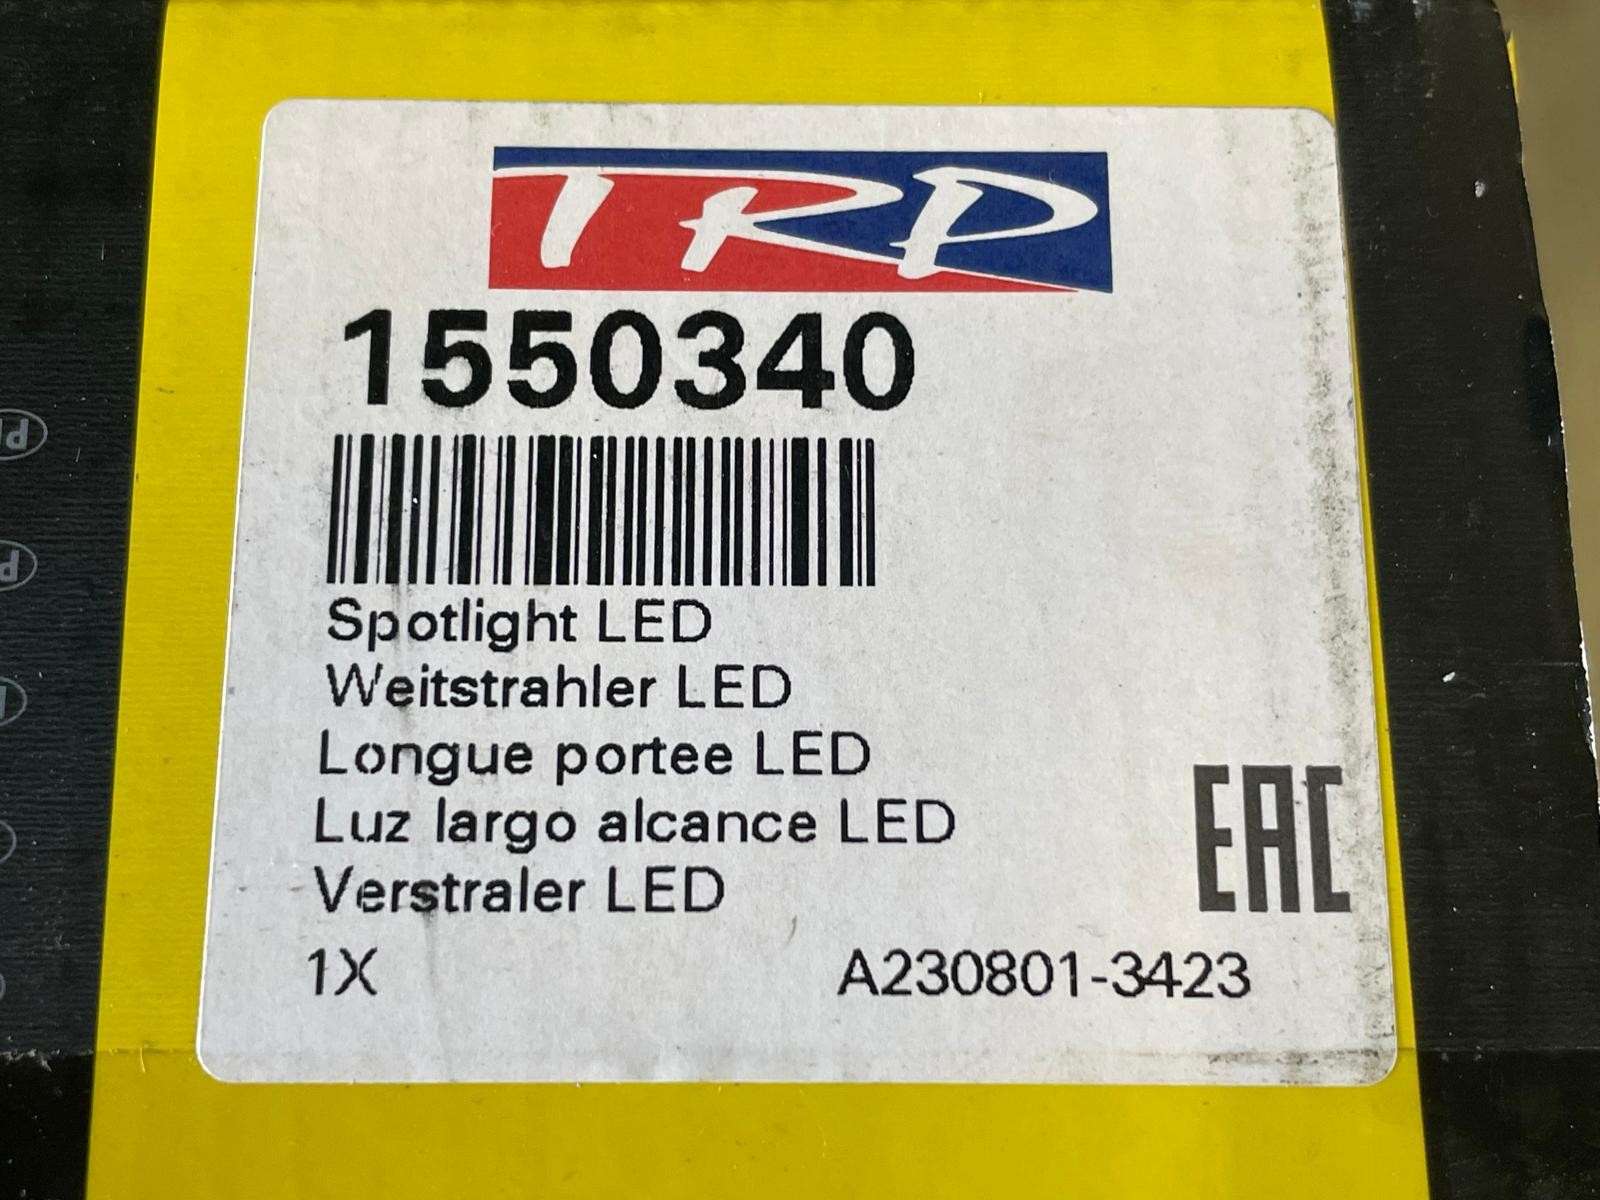 TRP
1550340
Spotlight LED
Weitstrahler LED
Longue portee LED
Luz largo alcance LED
Verstraler LED
EAC
1X A230801-3423